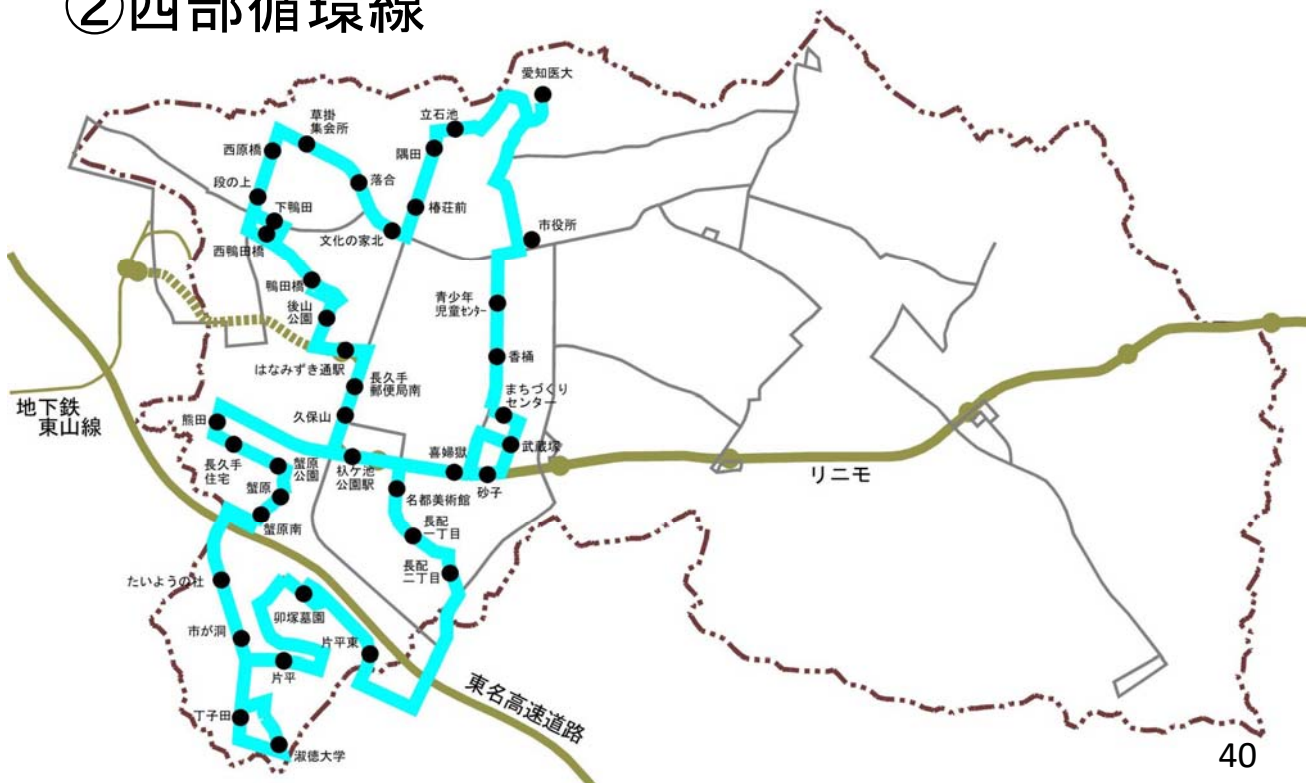 ②西部循環線
愛知医大
草掛
集会所
立石池
西原橋
隅田
段の上
落合
下鴨田
椿荘前
文化の家北
市役所
西鴨田橋
鴨田橋
青少年
児童ｾﾝﾀｰ
後山
公園
はなみずき通駅
香桶
長久手
郵便局南
まちづくり
センター
地下鉄
東山線
熊田
久保山
喜婦獄
武蔵塚
長久手
住宅
蟹原
公園
杁ケ池
公園駅
リニモ
蟹原
名都美術館
砂子
蟹原南
長配
一丁目
長配
二丁目
たいようの杜
卯塚墓園
市が洞
片平東
片平
東名高速道路
丁子田
淑徳大学
40